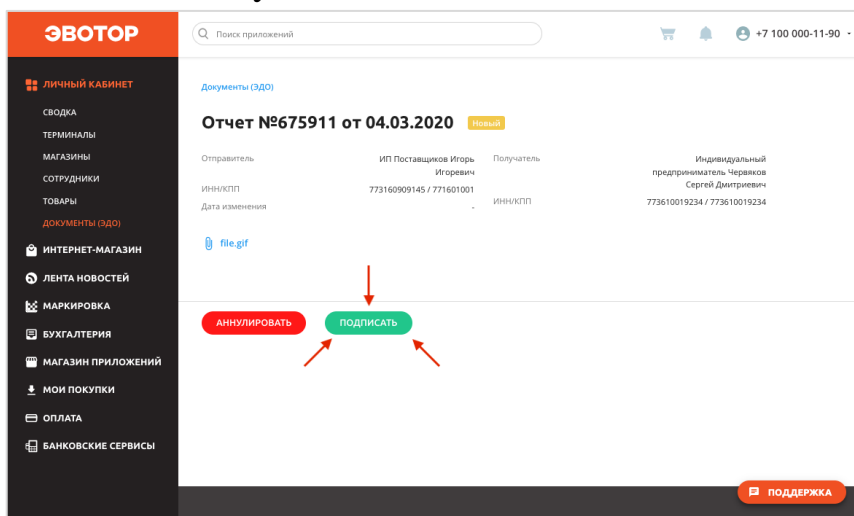 ЭВОТОР
Поиск приложений
+7 100 000-11-90
ЛИЧНЫЙ КАБИНЕТ
СВОДКА
ТЕРМИНАЛЫ
МАГАЗИНЫ
СОТРУДНИКИ
ТОВАРЫ
ДОКУМЕНТЫ (ЭДО)
ИНТЕРНЕТ-МАГАЗИН
ЛЕНТА НОВОСТЕЙ
МАРКИРОВКА
БУХГАЛТЕРИЯ
МАГАЗИН ПРИЛОЖЕНИЙ
МОИ ПОКУПКИ
ОПЛАТА
БАНКОВСКИЕ СЕРВИСЫ
Документы (ЭДО)
Отчет №675911 от 04.03.2020 Новый
Отправитель ИП Поставщиков Игорь
Игоревич
ИНН/КПП 773160909145 / 771601001
Дата изменения -
Получатель Индивидуальный
предприниматель Червяков
Сергей Дмитриевич
ИНН/КПП 773610019234 / 773610019234
file.gif
АННУЛИРОВАТЬ ПОДПИСАТЬ
ПОДДЕРЖКА